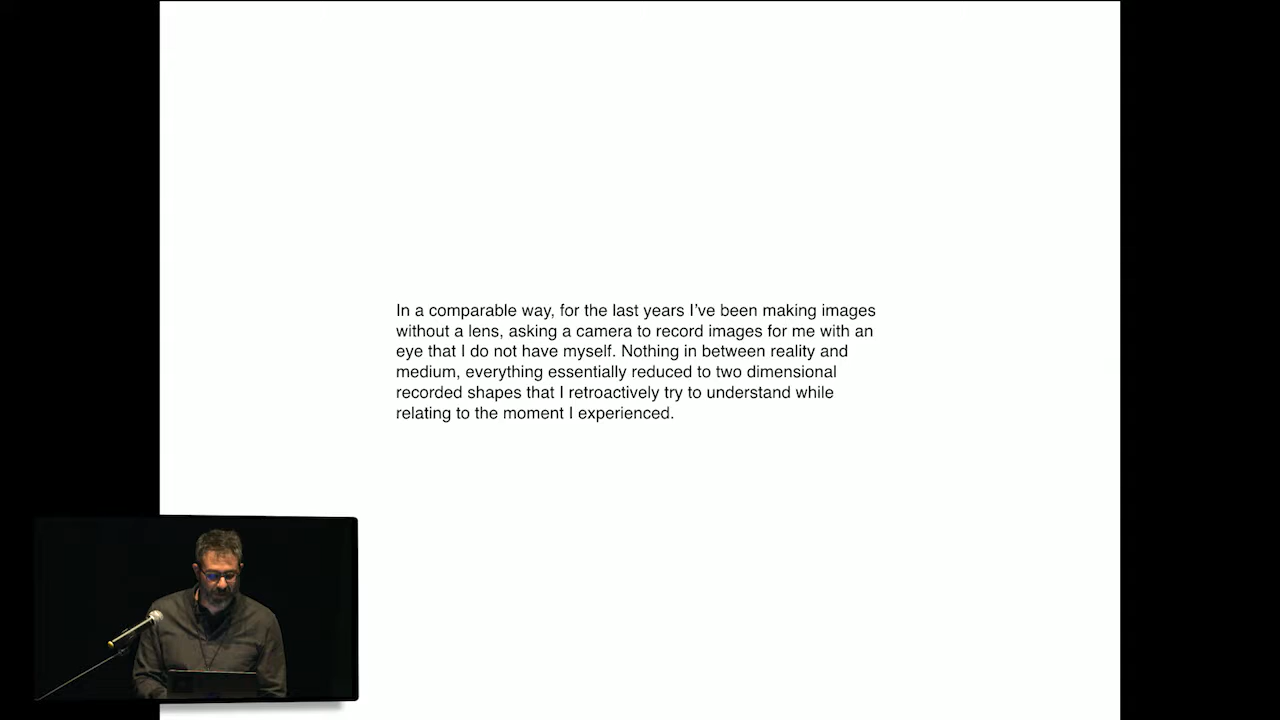 In a comparable way, for the last years I’ve been making images
without a lens, asking a camera to record images for me with an
eye that I do not have myself. Nothing in between reality and
medium, everything essentially reduced to two dimensional
recorded shapes that I retroactively try to understand while
relating to the moment I experienced.